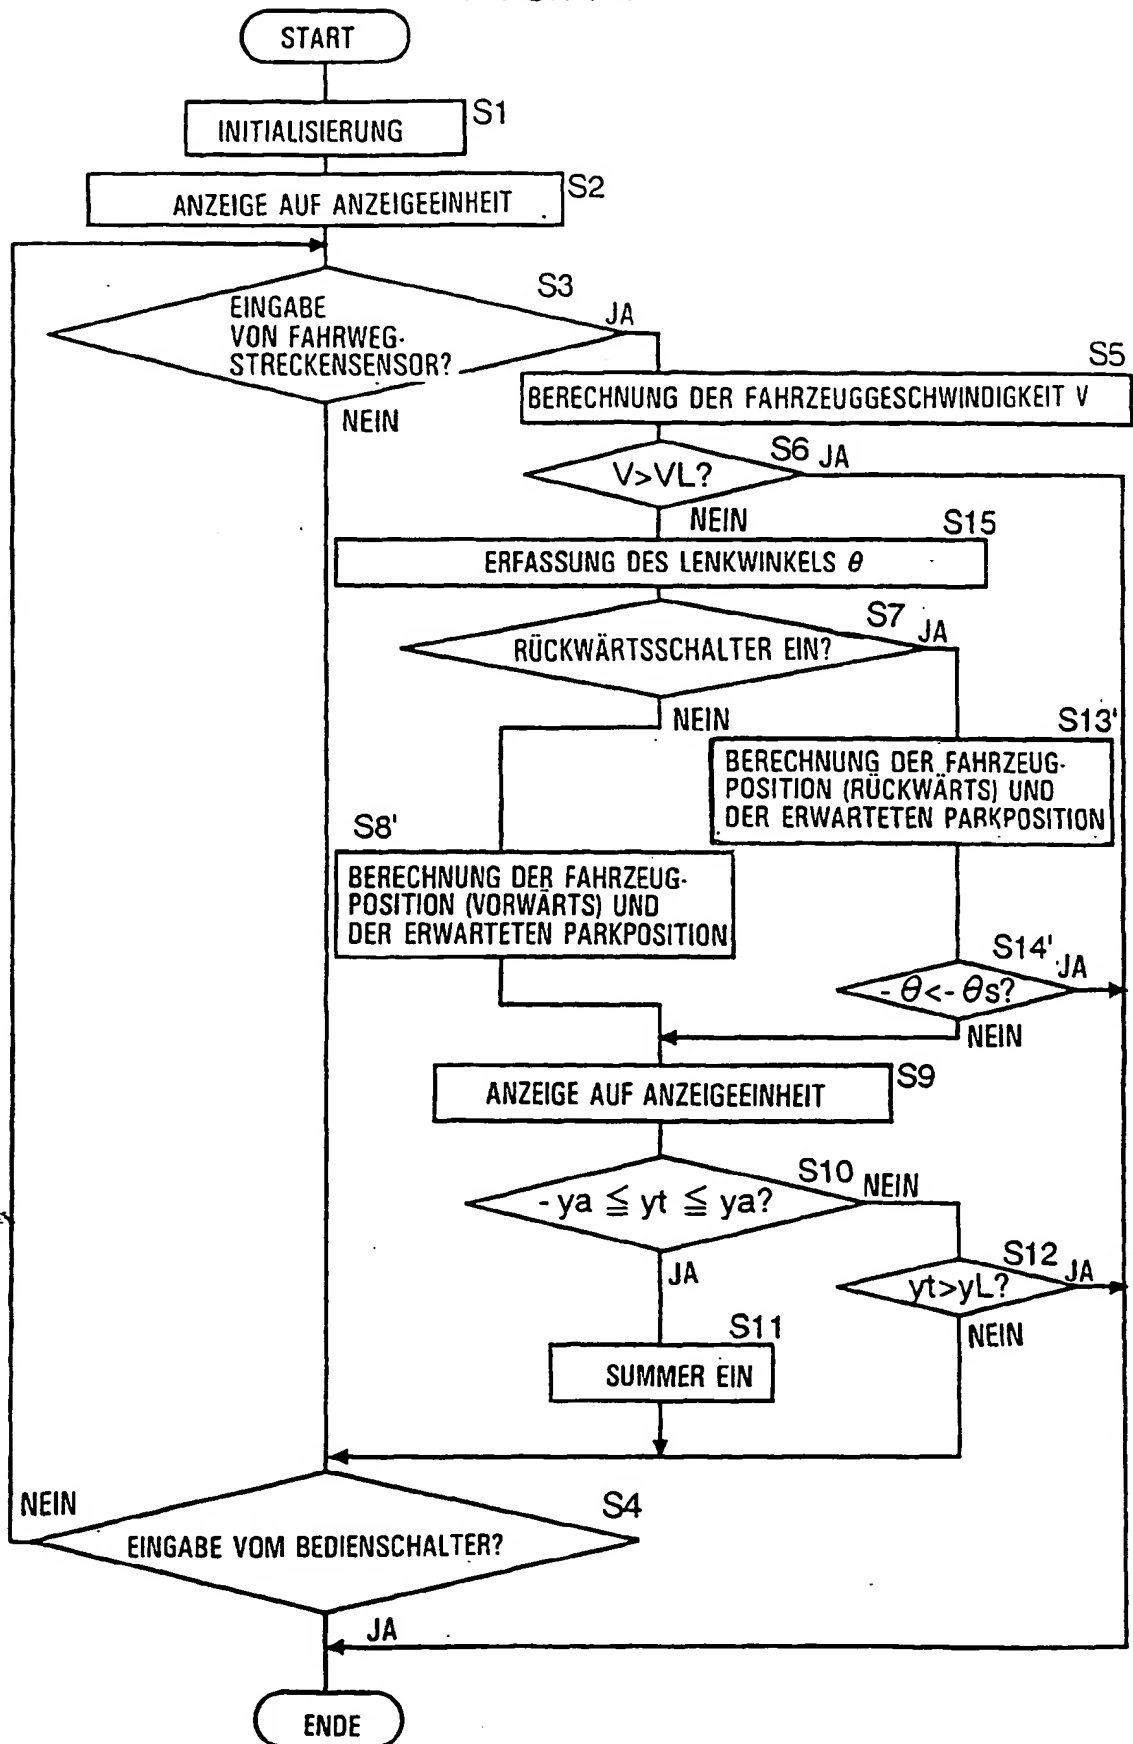 START
INITIALISIERUNG
S1
ANZEIGE AUF ANZEIGEEINHEIT
S2
EINGABE
VON FAHRWEG-
STRECKENSENSOR?
S3
JA
NEIN
S5
BERECHNUNG DER FAHRZEUGGESCHWINDIGKEIT V
V>VL?
S6
JA
NEIN
S15
ERFASSUNG DES LENKWINKELS θ
RÜCKWÄRTSSCHALTER EIN?
S7
JA
NEIN
S13'
BERECHNUNG DER FAHRZEUG-
POSITION (RÜCKWÄRTS) UND
DER ERWARTETEN PARKPOSITION
S8'
BERECHNUNG DER FAHRZEUG-
POSITION (VORWÄRTS) UND
DER ERWARTETEN PARKPOSITION
S14'
JA
- θ<- θs?
NEIN
ANZEIGE AUF ANZEIGEEINHEIT
S9
- ya ≦ yt ≦ ya?
S10
NEIN
JA
S12
JA
yt>yL?
NEIN
S11
SUMMER EIN
NEIN
S4
EINGABE VOM BEDIENSCHALTER?
JA
ENDE